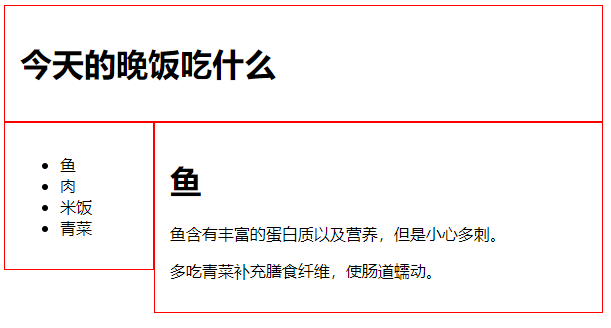 今天的晚饭吃什么
鱼
肉
米饭
青菜
鱼
鱼含有丰富的蛋白质以及营养，但是小心多刺。
多吃青菜补充膳食纤维，使肠道蠕动。